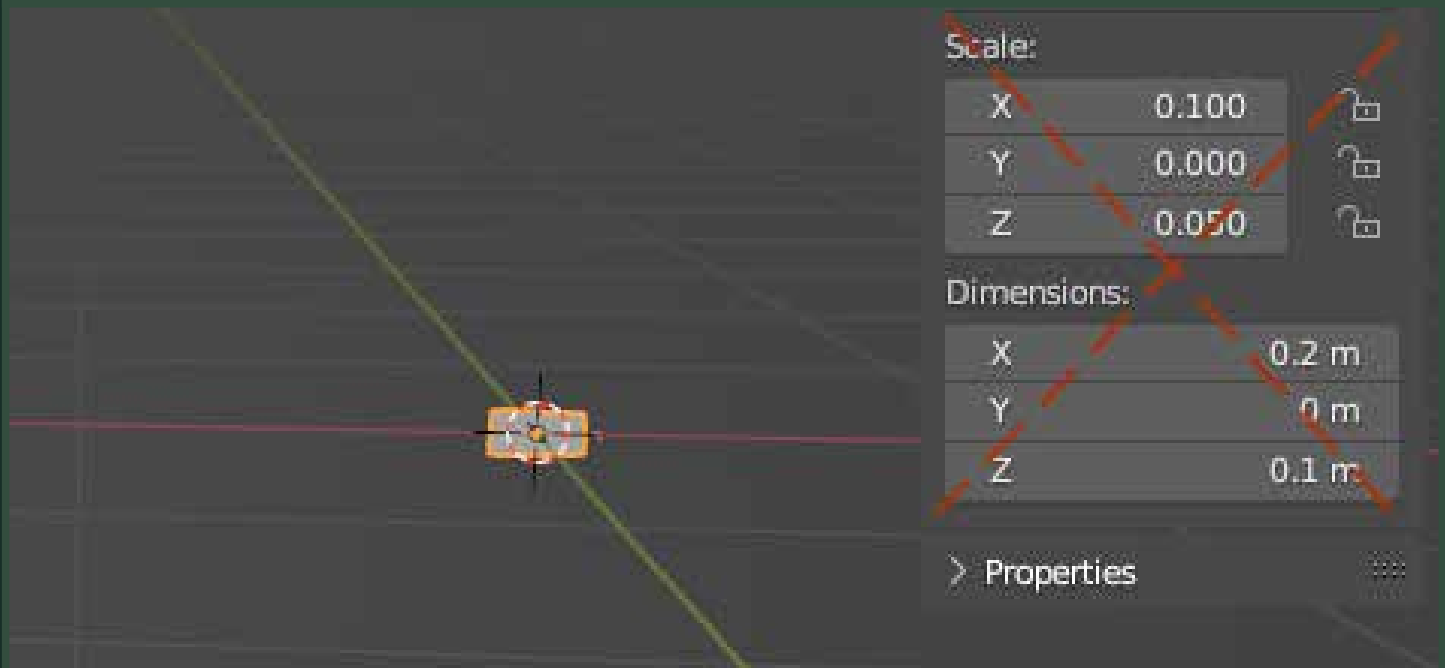 Scale:
X 0.100
Y 0.000
Z 0.050
Dimensions:
X 0.2 m
Y 0 m
Z 0.1 m
Properties